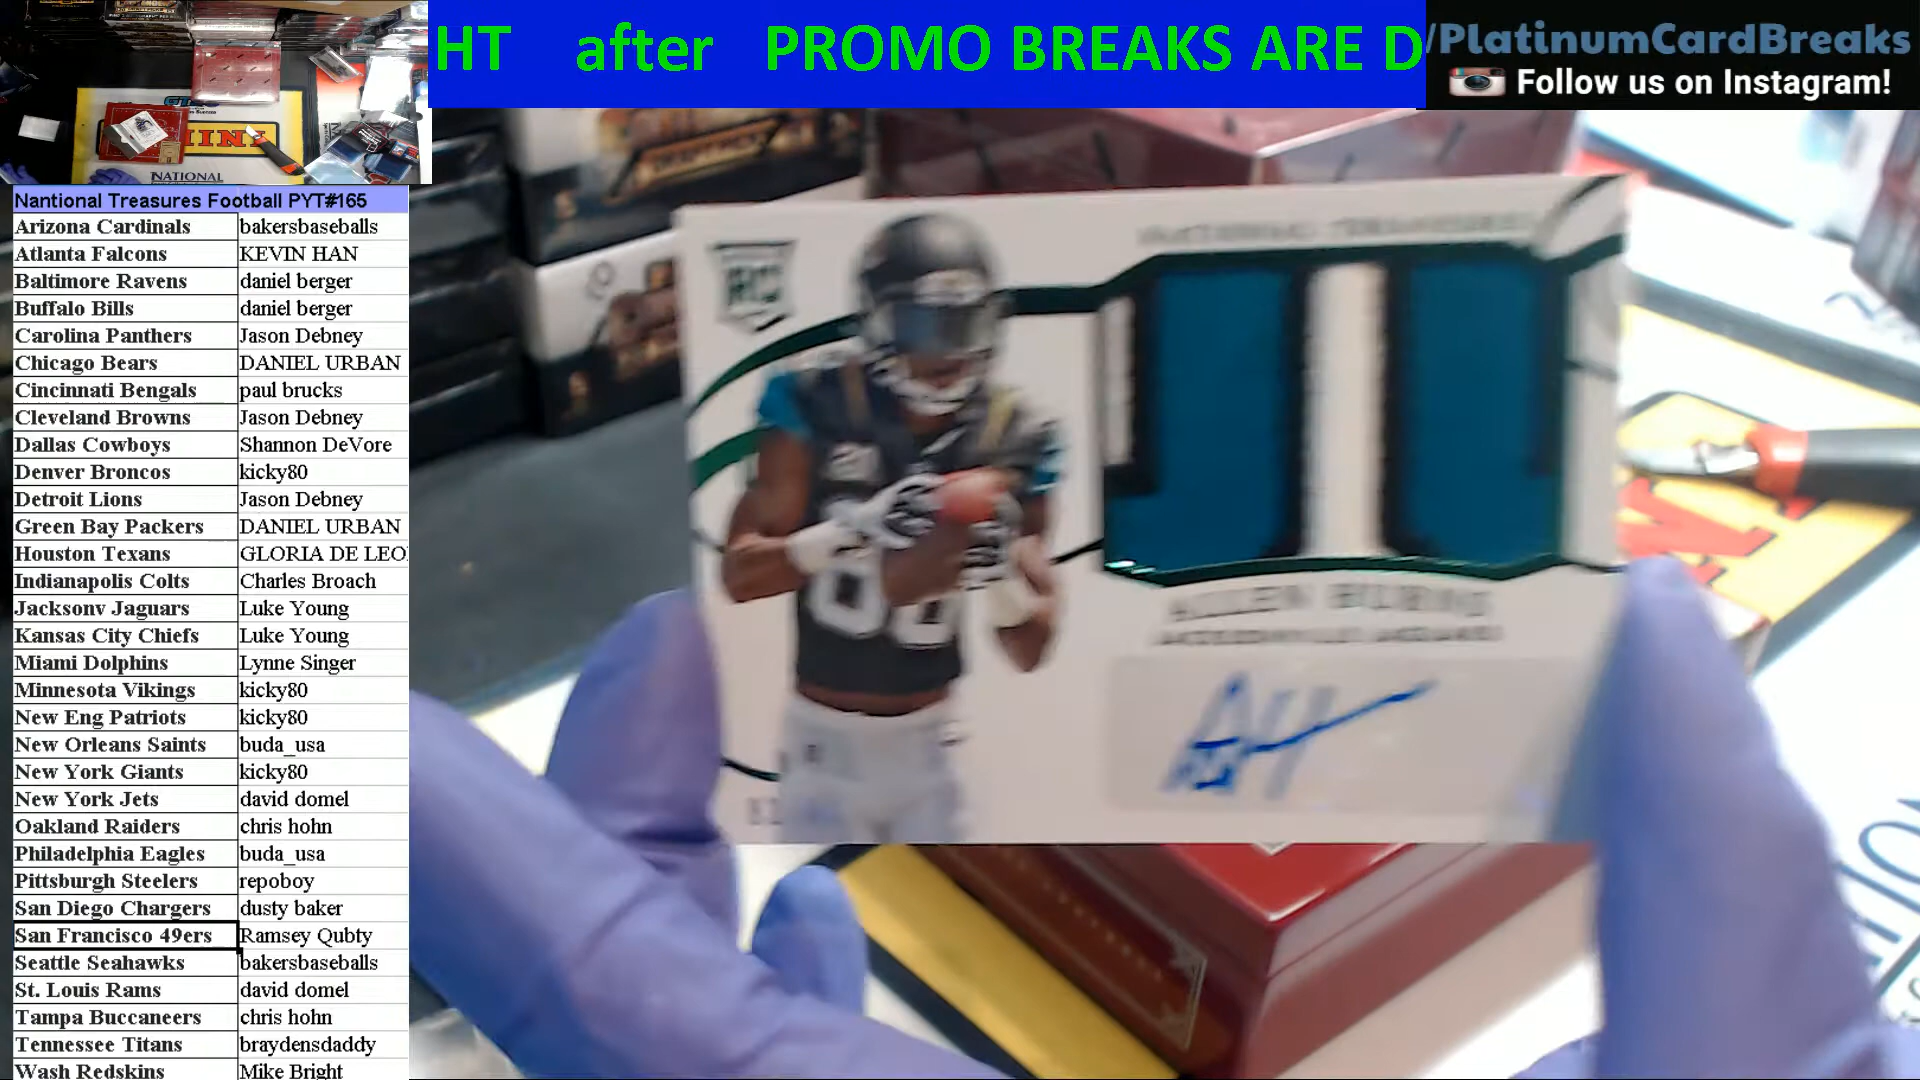 HT after PROMO BREAKS ARE D
/PlatinumCardBreaks
Follow us on Instagram!
NATIONAL
Nantional Treasures Football PYT#165
Arizona Cardinals bakersbaseballs
Atlanta Falcons KEVIN HAN
Baltimore Ravens daniel berger
Buffalo Bills daniel berger
Carolina Panthers Jason Debney
Chicago Bears DANIEL URBAN
Cincinnati Bengals paul brucks
Cleveland Browns Jason Debney
Dallas Cowboys Shannon DeVore
Denver Broncos kicky80
Detroit Lions Jason Debney
Green Bay Packers DANIEL URBAN
Houston Texans GLORIA DE LEO
Indianapolis Colts Charles Broach
Jacksonv Jaguars Luke Young
Kansas City Chiefs Luke Young
Miami Dolphins Lynne Singer
Minnesota Vikings kicky80
New Eng Patriots kicky80
New Orleans Saints buda_usa
New York Giants kicky80
New York Jets david domel
Oakland Raiders chris hohn
Philadelphia Eagles buda_usa
Pittsburgh Steelers repoboy
San Diego Chargers dusty baker
San Francisco 49ers Ramsey Qubty
Seattle Seahawks bakersbaseballs
St. Louis Rams david domel
Tampa Buccaneers chris hohn
Tennessee Titans braydensdaddy
Wash Redskins Mike Bright
RC
NATIONAL TREASURES
JACKSONVILLE JAGUARS